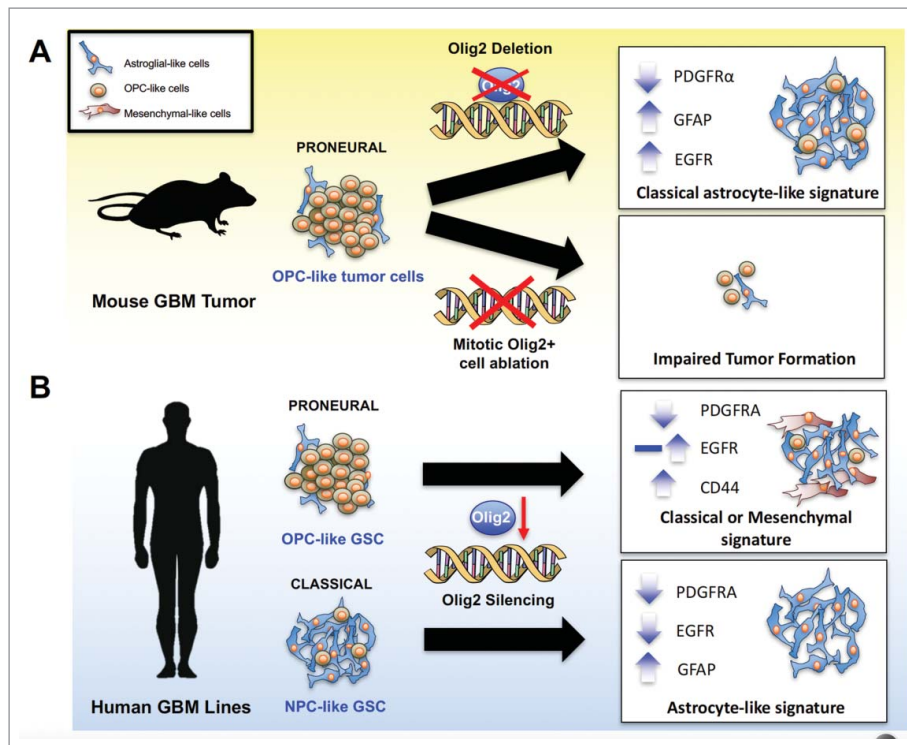 A
Astroglial-like cells
OPC-like cells
Mesenchymal-like cells
Olig2 Deletion
Olig2
PRONEURAL
OPC-like tumor cells
Mouse GBM Tumor
Mitotic Olig2+
cell ablation
PDGFRα
GFAP
EGFR
Classical astrocyte-like signature
Impaired Tumor Formation
B
PRONEURAL
OPC-like GSC
CLASSICAL
NPC-like GSC
Human GBM Lines
Olig2
Olig2 Silencing
PDGFRA
EGFR
CD44
Classical or Mesenchymal
signature
PDGFRA
EGFR
GFAP
Astrocyte-like signature